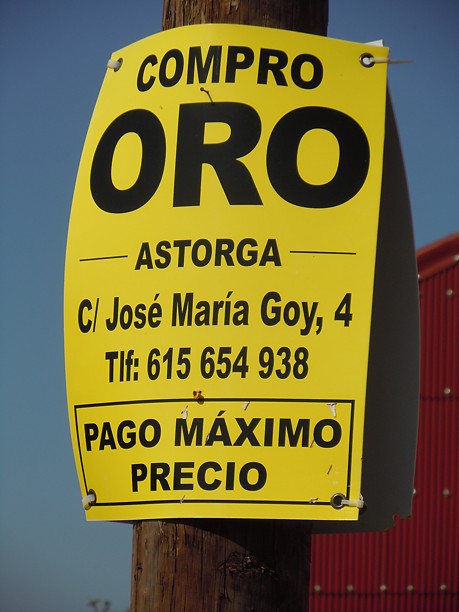 COMPRO
ORO
ASTORGA
C/ José María Goy, 4
Tlf: 615 654 938
PAGO MÁXIMO
PRECIO